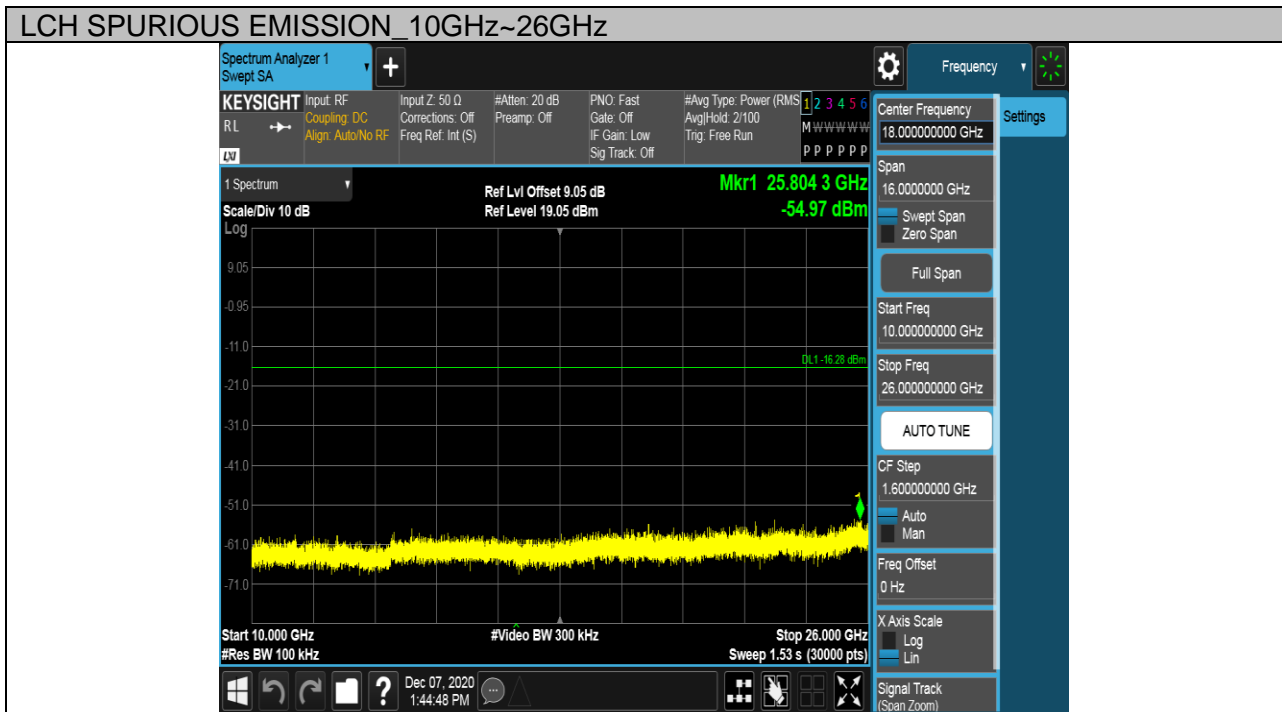 LCH SPURIOUS EMISSION_10GHz~26GHz
Spectrum Analyzer 1
Swept SA
+
Frequency
KEYSIGHT
RL
LXI
Input: RF
Coupling: DC
Align: Auto/No RF
Input Z: 50 Ω
Corrections: Off
Freq Ref: Int (S)
#Atten: 20 dB
Preamp: Off
PNO: Fast
Gate: Off
IF Gain: Low
Sig Track: Off
#Avg Type: Power (RMS
Avg|Hold: 2/100
Trig: Free Run
1 2 3 4 5 6
M W W W W W
P P P P P P
1 Spectrum
Scale/Div 10 dB
Log
Ref Lvl Offset 9.05 dB
Ref Level 19.05 dBm
Mkr1 25.804 3 GHz
-54.97 dBm
9.05
-0.95
-11.0
DL1 -16.28 dBm
-21.0
-31.0
-41.0
-51.0
1
-61.0
-71.0
Start 10.000 GHz
#Res BW 100 kHz
#Video BW 300 kHz
Stop 26.000 GHz
Sweep 1.53 s (30000 pts)
?
Dec 07, 2020
1:44:48 PM
Center Frequency
18.000000000 GHz
Settings
Span
16.0000000 GHz
Swept Span
Zero Span
Full Span
Start Freq
10.000000000 GHz
Stop Freq
26.000000000 GHz
AUTO TUNE
CF Step
1.600000000 GHz
Auto
Man
Freq Offset
0 Hz
X Axis Scale
Log
Lin
Signal Track
(Span Zoom)